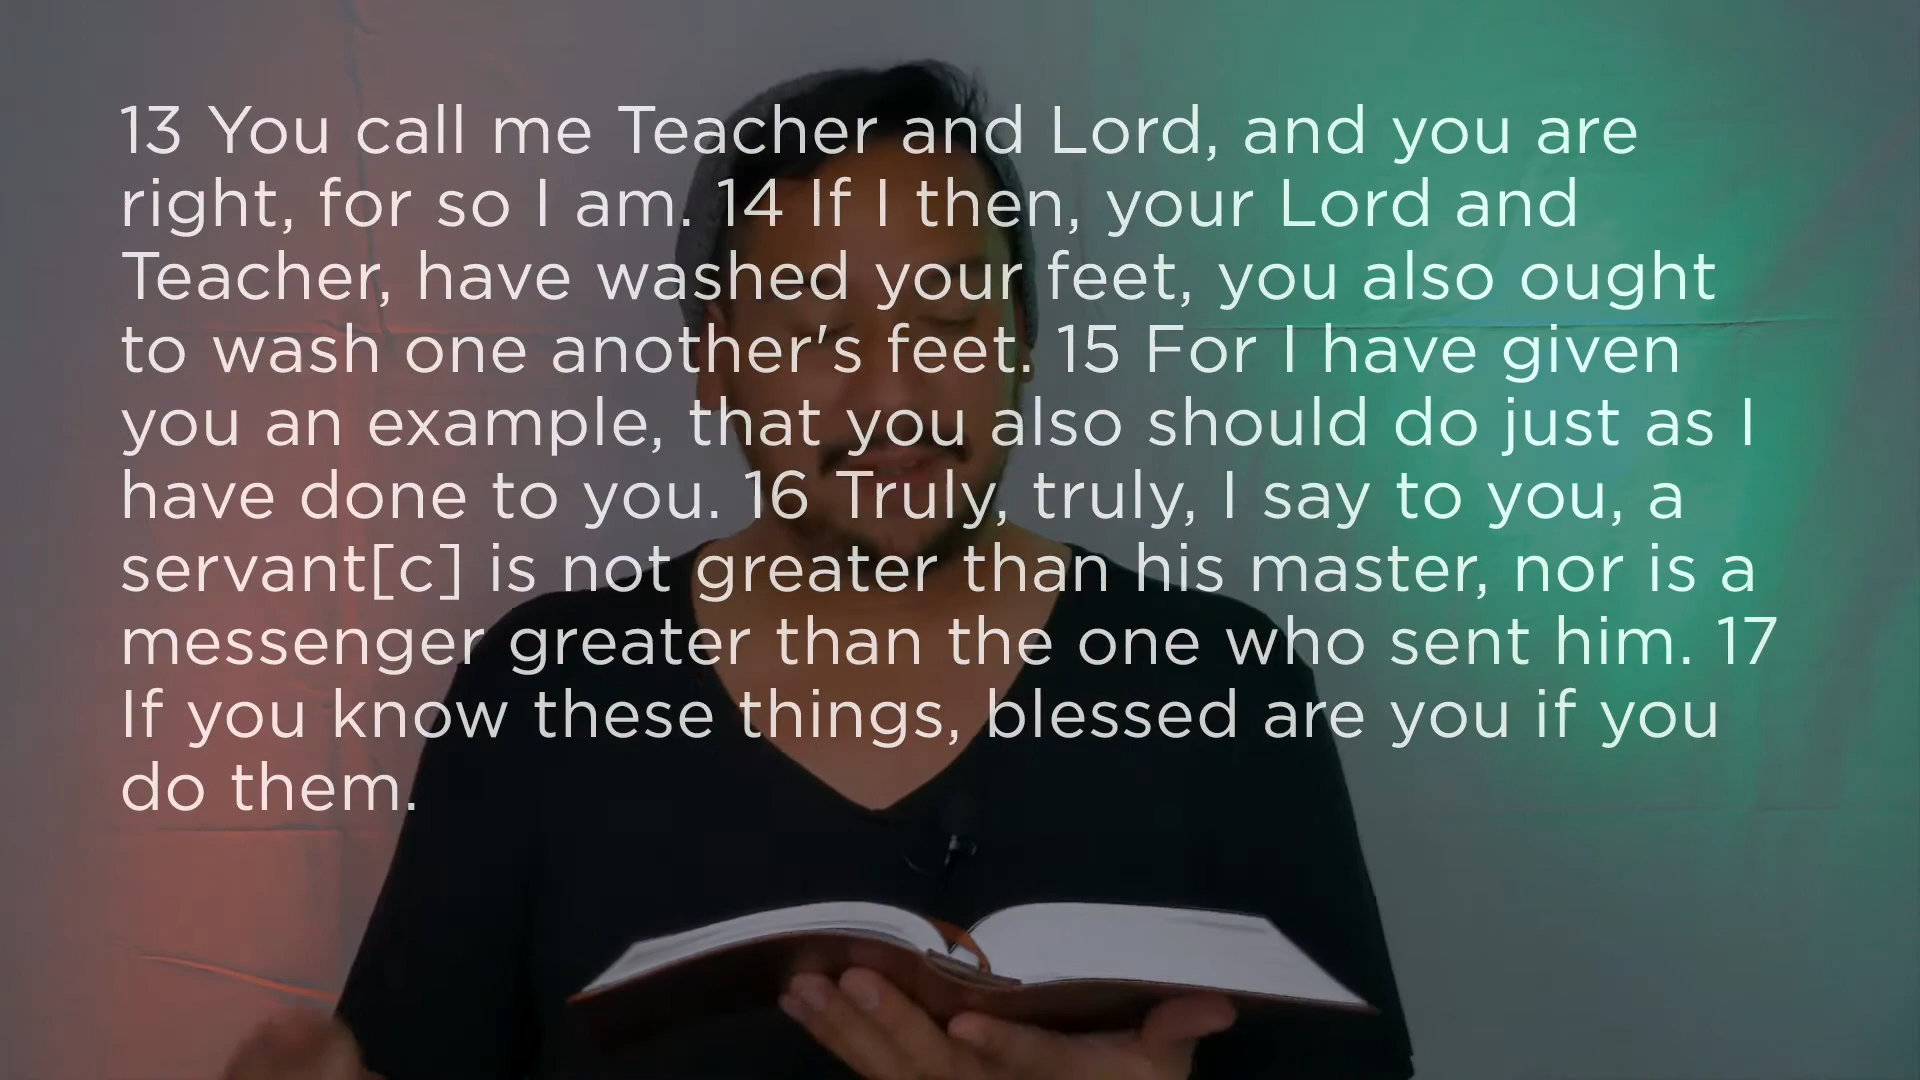 13 You call me Teacher and Lord, and you are
right, for so I am. 14 If I then, your Lord and
Teacher, have washed your feet, you also ought
to wash one another's feet. 15 For I have given
you an example, that you also should do just as I
have done to you. 16 Truly, truly, I say to you, a
servant[c] is not greater than his master, nor is a
messenger greater than the one who sent him. 17
If you know these things, blessed are you if you
do them.